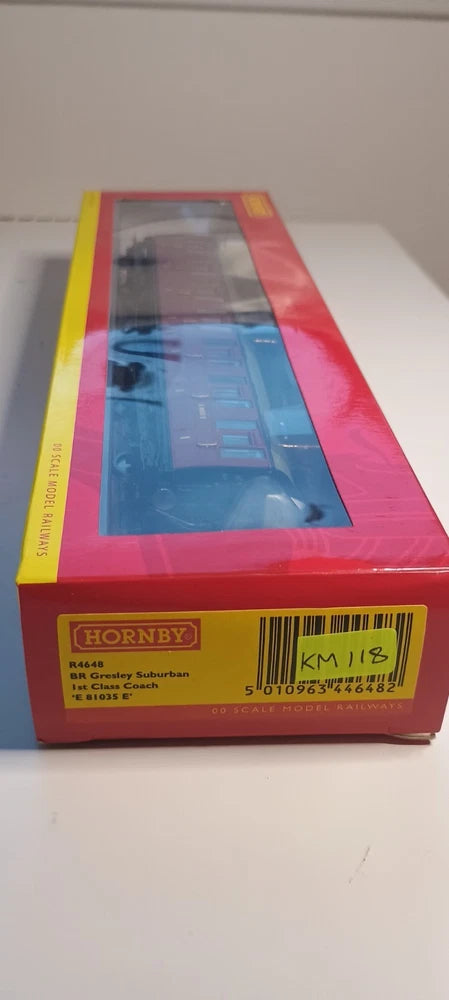 HORNBY
00 SCALE MODEL RAILWAYS
HORNBY
R4648
BR Gresley Suburban
1st Class Coach
'E 81035 E'
KM 118
5 010963 446482
00 SCALE MODEL RAILWAYS